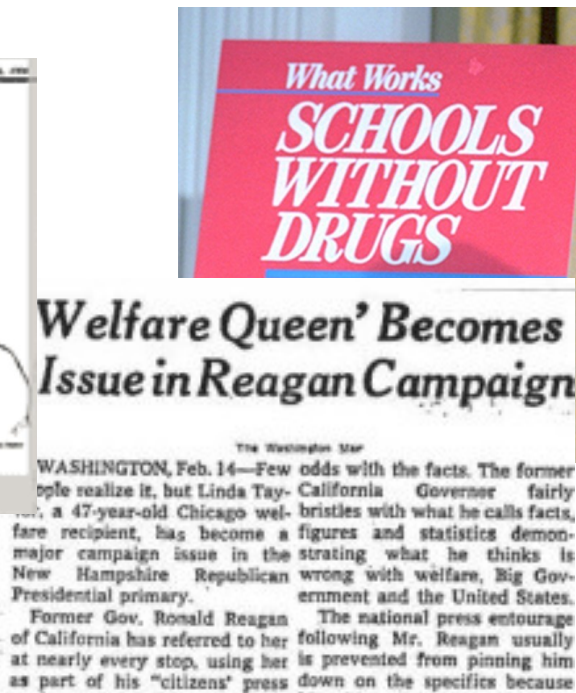 What Works
SCHOOLS
WITHOUT
DRUGS
Welfare Queen' Becomes
Issue in Reagan Campaign
The Washington Star
WASHINGTON, Feb. 14—Few
ople realize it, but Linda Tay-
a 47-year-old Chicago wel-
fare recipient, has become a
major campaign issue in the
New Hampshire Republican
Presidential primary.
Former Gov. Ronald Reagan
of California has referred to her
at nearly every stop, using her
as part of his "citizens' press
odds with the facts. The former
California Governor fairly
bristles with what he calls facts,
figures and statistics demon-
strating what he thinks is
wrong with welfare, Big Gov-
ernment and the United States.
The national press entourage
following Mr. Reagan usually
is prevented from pinning him
down on the specifics because